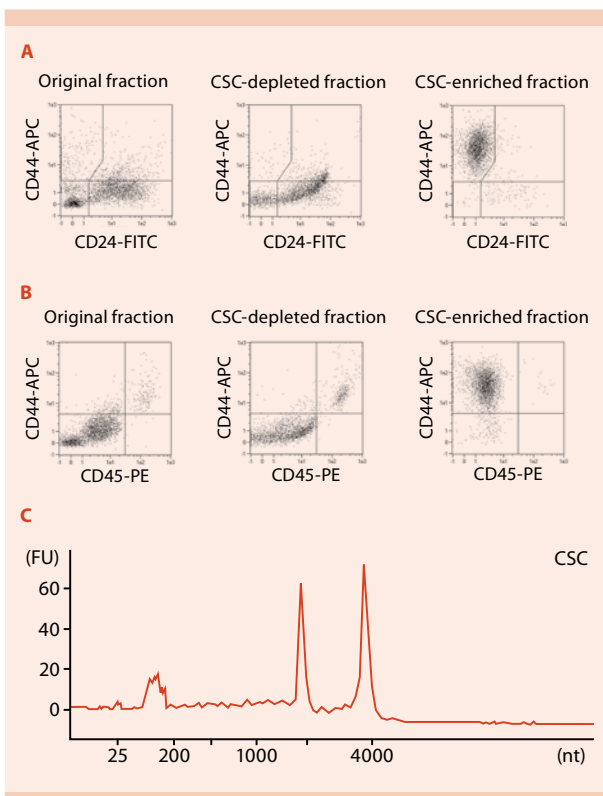 A
Original fraction
CSC-depleted fraction
CSC-enriched fraction
CD44-APC
CD44-APC
CD44-APC
CD24-FITC
CD24-FITC
CD24-FITC
B
Original fraction
CSC-depleted fraction
CSC-enriched fraction
CD44-APC
CD44-APC
CD44-APC
CD45-PE
CD45-PE
CD45-PE
C
(FU)
CSC
60
40
20
0
25 200 1000 4000 (nt)